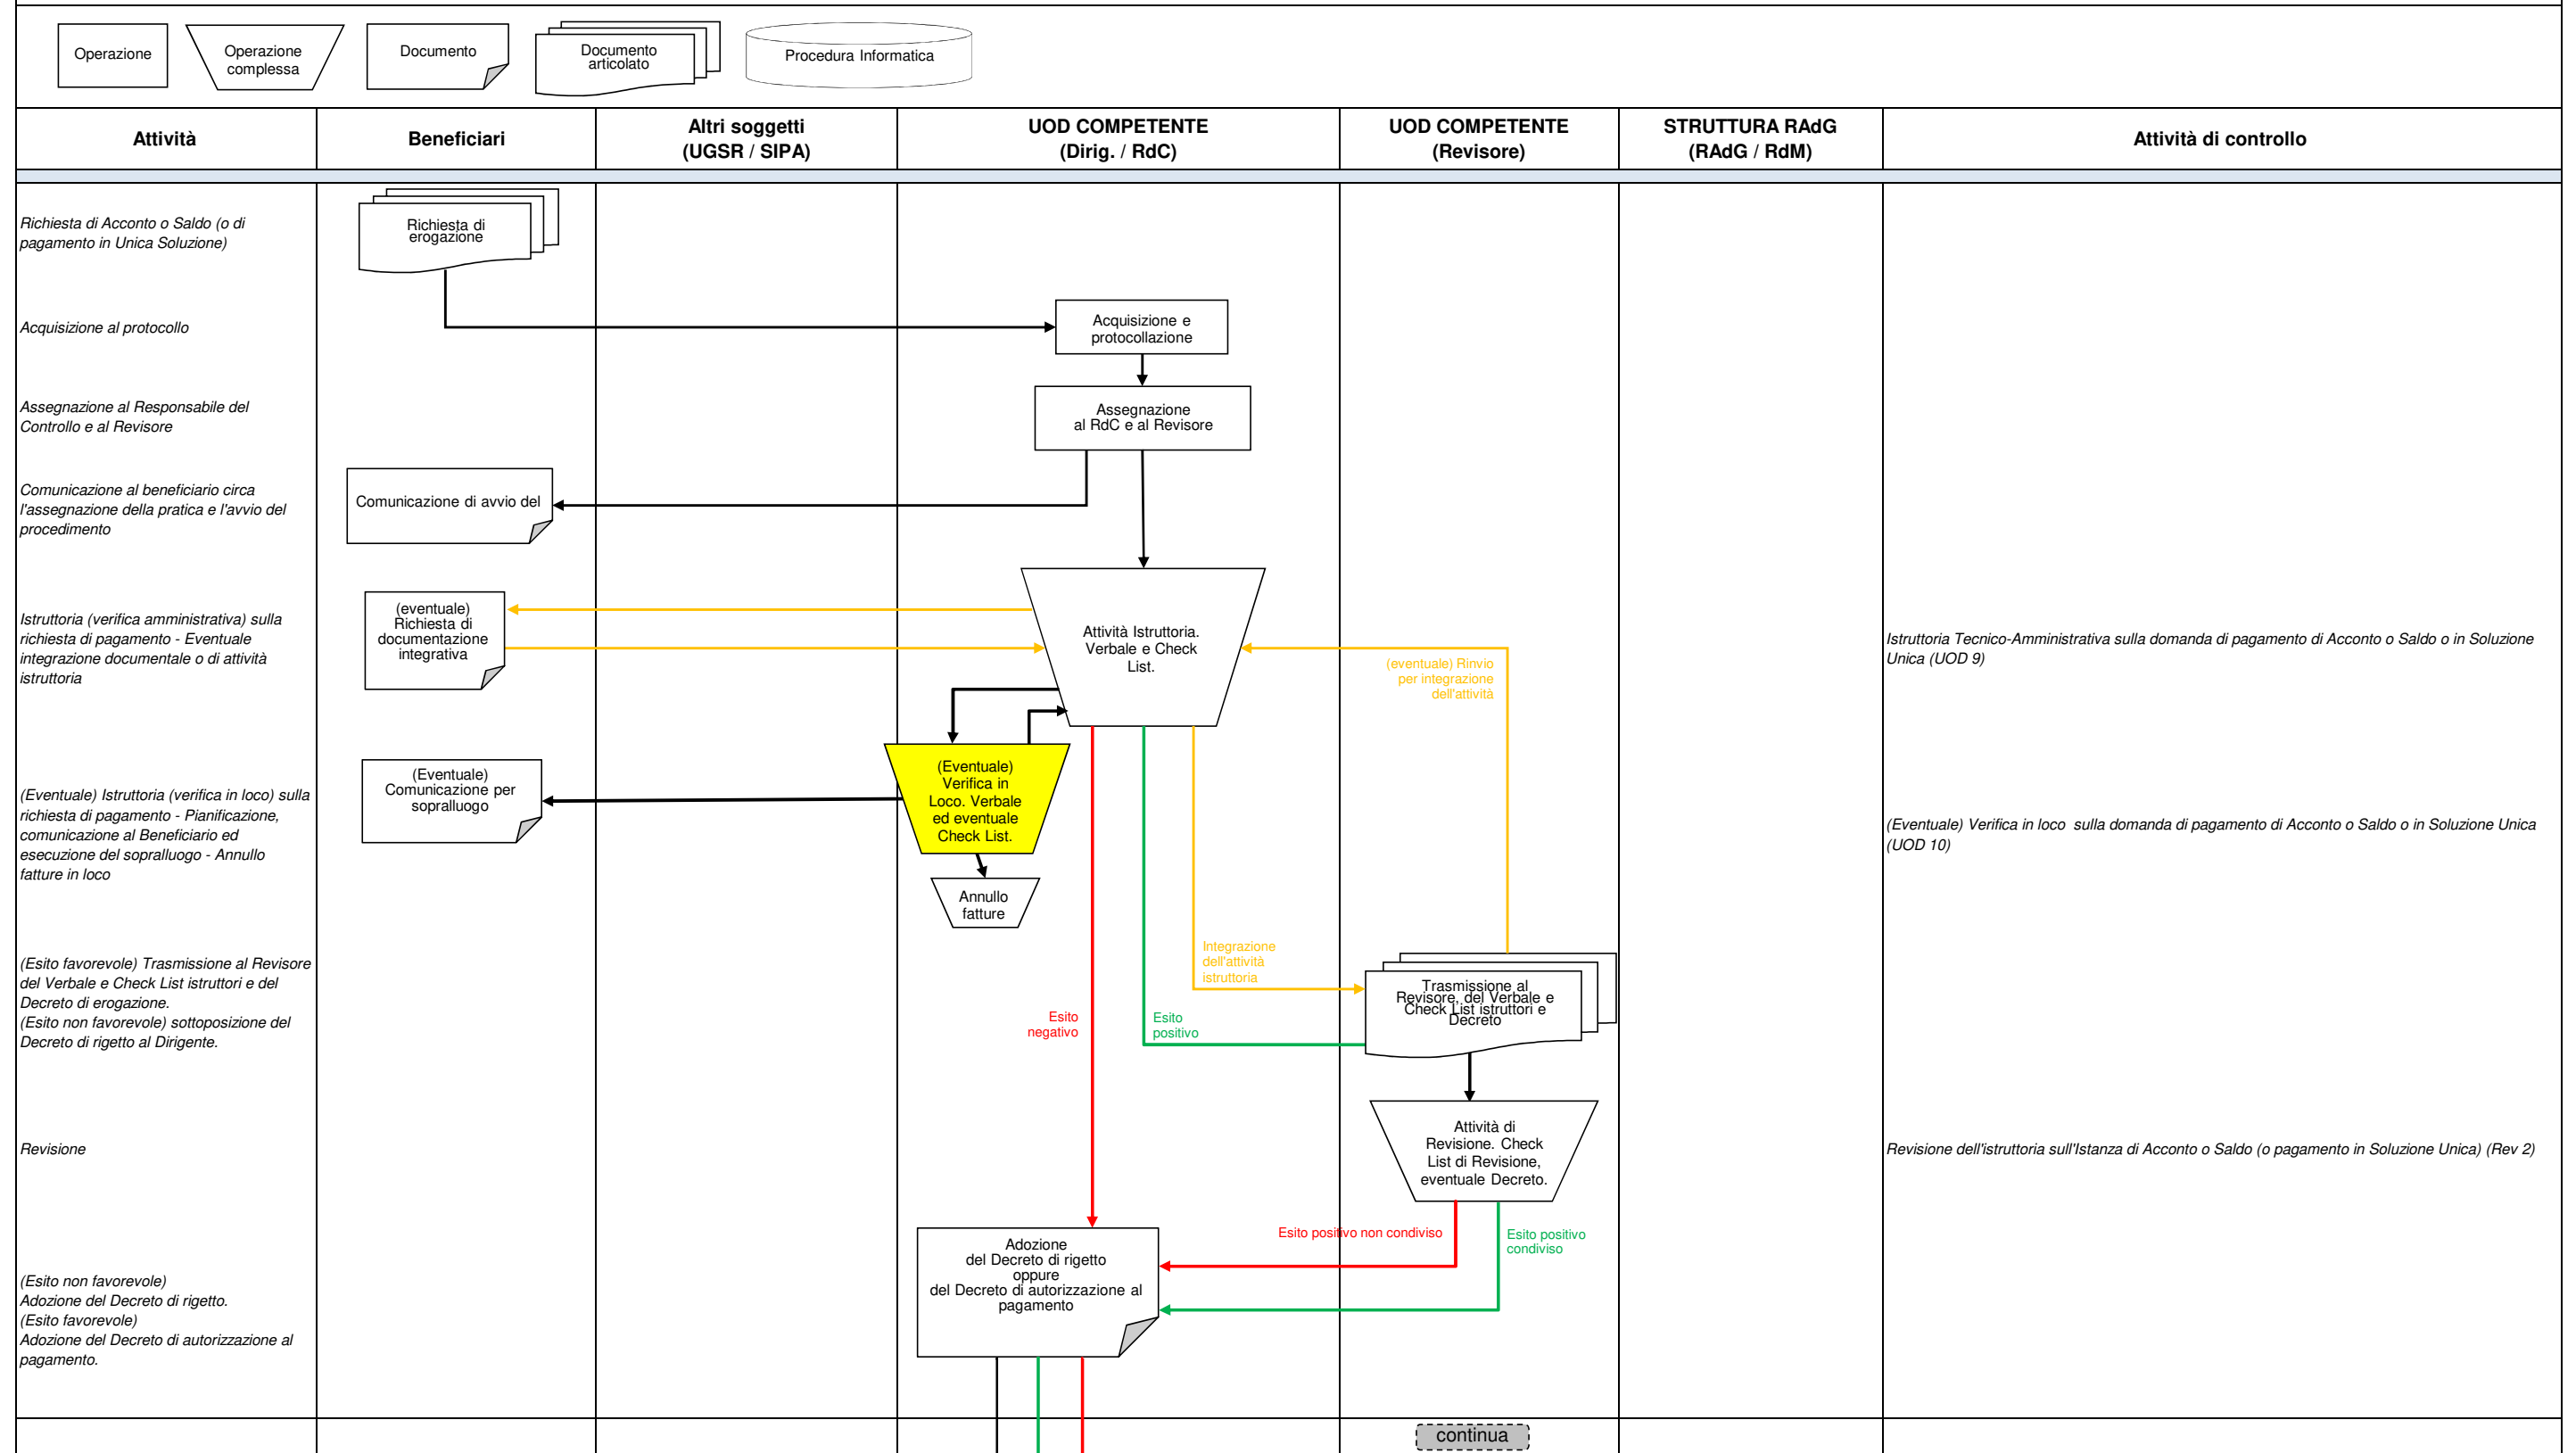 Operazione
Operazione
complessa
Documento
Documento
articolato
Procedura Informatica
Attività
Beneficiari
Altri soggetti
(UGSR / SIPA)
UOD COMPETENTE
(Dirig. / RdC)
UOD COMPETENTE
(Revisore)
STRUTTURA RAdG
(RAdG / RdM)
Attività di controllo
Richiesta di Acconto o Saldo (o di
pagamento in Unica Soluzione)
Richiesta di
erogazione
Acquisizione al protocollo
Acquisizione e
protocollazione
Assegnazione al Responsabile del
Controllo e al Revisore
Assegnazione
al RdC e al Revisore
Comunicazione al beneficiario circa
l'assegnazione della pratica e l'avvio del
procedimento
Comunicazione di avvio del
Istruttoria (verifica amministrativa) sulla
richiesta di pagamento - Eventuale
integrazione documentale o di attività
istruttoria
(eventuale)
Richiesta di
documentazione
integrativa
Attività Istruttoria.
Verbale e Check
List.
(eventuale) Rinvio
per integrazione
dell'attività
Istruttoria Tecnico-Amministrativa sulla domanda di pagamento di Acconto o Saldo o in Soluzione
Unica (UOD 9)
(Eventuale) Istruttoria (verifica in loco) sulla
richiesta di pagamento - Pianificazione,
comunicazione al Beneficiario ed
esecuzione del sopralluogo - Annullo
fatture in loco
(Eventuale)
Comunicazione per
sopralluogo
(Eventuale)
Verifica in
Loco. Verbale
ed eventuale
Check List.
Annullo
fatture
(Eventuale) Verifica in loco  sulla domanda di pagamento di Acconto o Saldo o in Soluzione Unica
(UOD 10)
(Esito favorevole) Trasmissione al Revisore
del Verbale e Check List istruttori e del
Decreto di erogazione.
(Esito non favorevole) sottoposizione del
Decreto di rigetto al Dirigente.
Esito
negativo
Esito
positivo
Integrazione
dell'attività
istruttoria
Trasmissione al
Revisore, del Verbale e
Check List istruttori e
Decreto
Revisione
Attività di
Revisione. Check
List di Revisione,
eventuale Decreto.
Revisione dell'istruttoria sull'Istanza di Acconto o Saldo (o pagamento in Soluzione Unica) (Rev 2)
Esito positivo non condiviso
Esito positivo
condiviso
(Esito non favorevole)
Adozione del Decreto di rigetto.
(Esito favorevole)
Adozione del Decreto di autorizzazione al
pagamento.
Adozione
del Decreto di rigetto
oppure
del Decreto di autorizzazione al
pagamento
continua